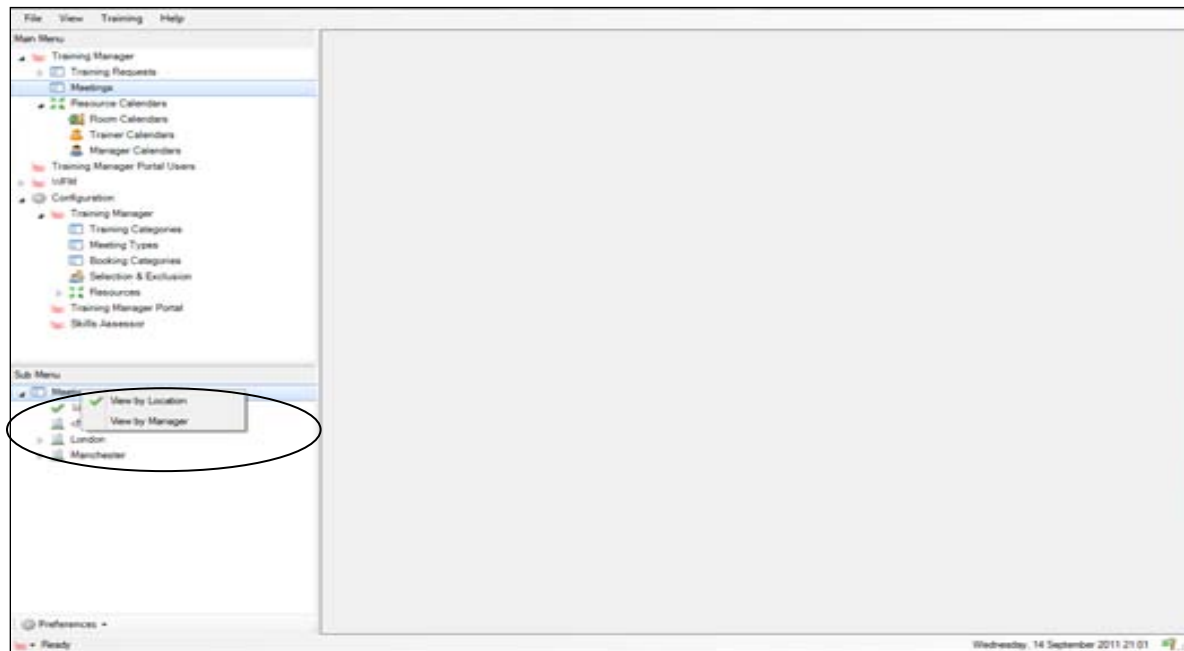 File View Training Help
Main Menu
Training Manager
Training Requests
Meetings
Resource Calendars
Room Calendars
Trainer Calendars
Manager Calendars
Training Manager Portal Users
WFM
Configuration
Training Manager
Training Categories
Meeting Types
Booking Categories
Selection & Exclusion
Resources
Training Manager Portal
Skills Assessor
Sub Menu
View by Location
View by Manager
London
Manchester
Preferences
Ready
Wednesday, 14 September 2011 21:01